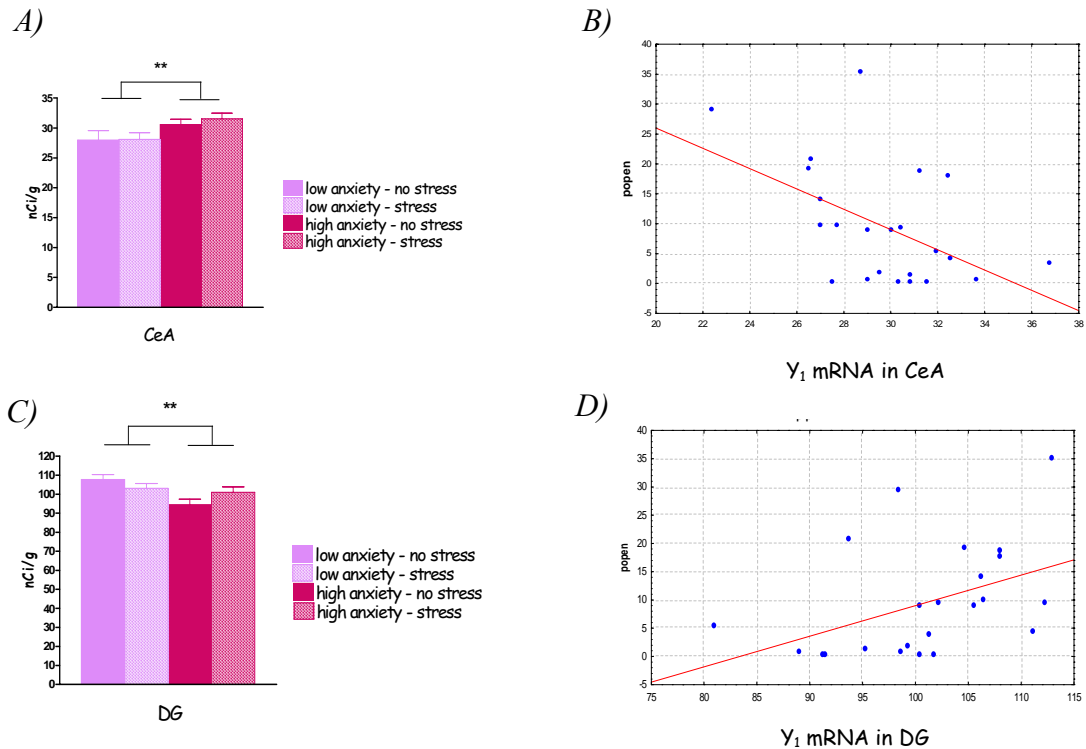 A)
**
nCi/g
35
30
25
20
15
10
5
0
CeA
low anxiety - no stress
low anxiety - stress
high anxiety - no stress
high anxiety - stress
B)
popen
40
35
30
25
20
15
10
5
0
-5
20 22 24 26 28 30 32 34 36 38
Y₁ mRNA in CeA
C)
**
nCi/g
120
110
100
90
80
70
60
50
40
30
20
10
0
DG
low anxiety - no stress
low anxiety - stress
high anxiety - no stress
high anxiety - stress
D)
popen
40
35
30
25
20
15
10
5
0
-5
75 80 85 90 95 100 105 110 115
Y₁ mRNA in DG